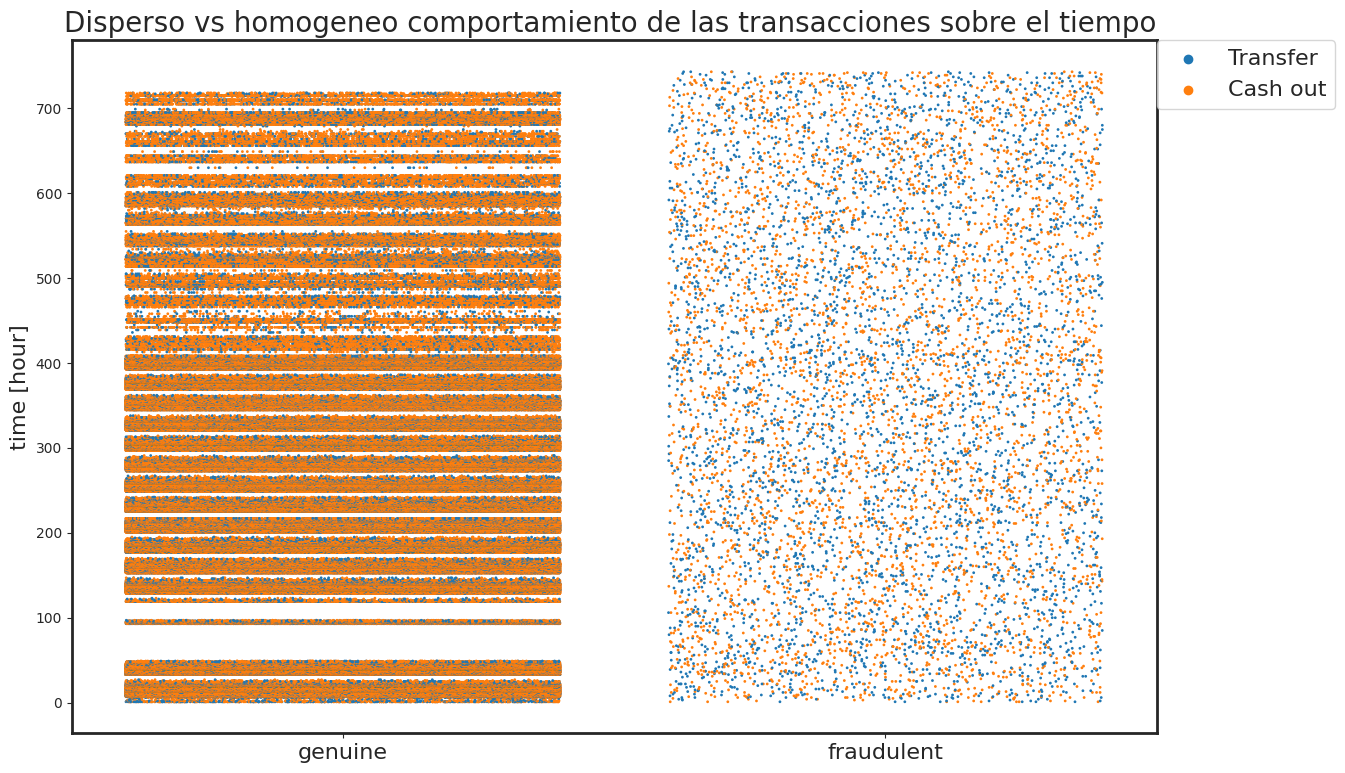 Disperso vs homogeneo comportamiento de las transacciones sobre el tiempo
Transfer
Cash out
time [hour]
700
600
500
400
300
200
100
0
genuine
fraudulent